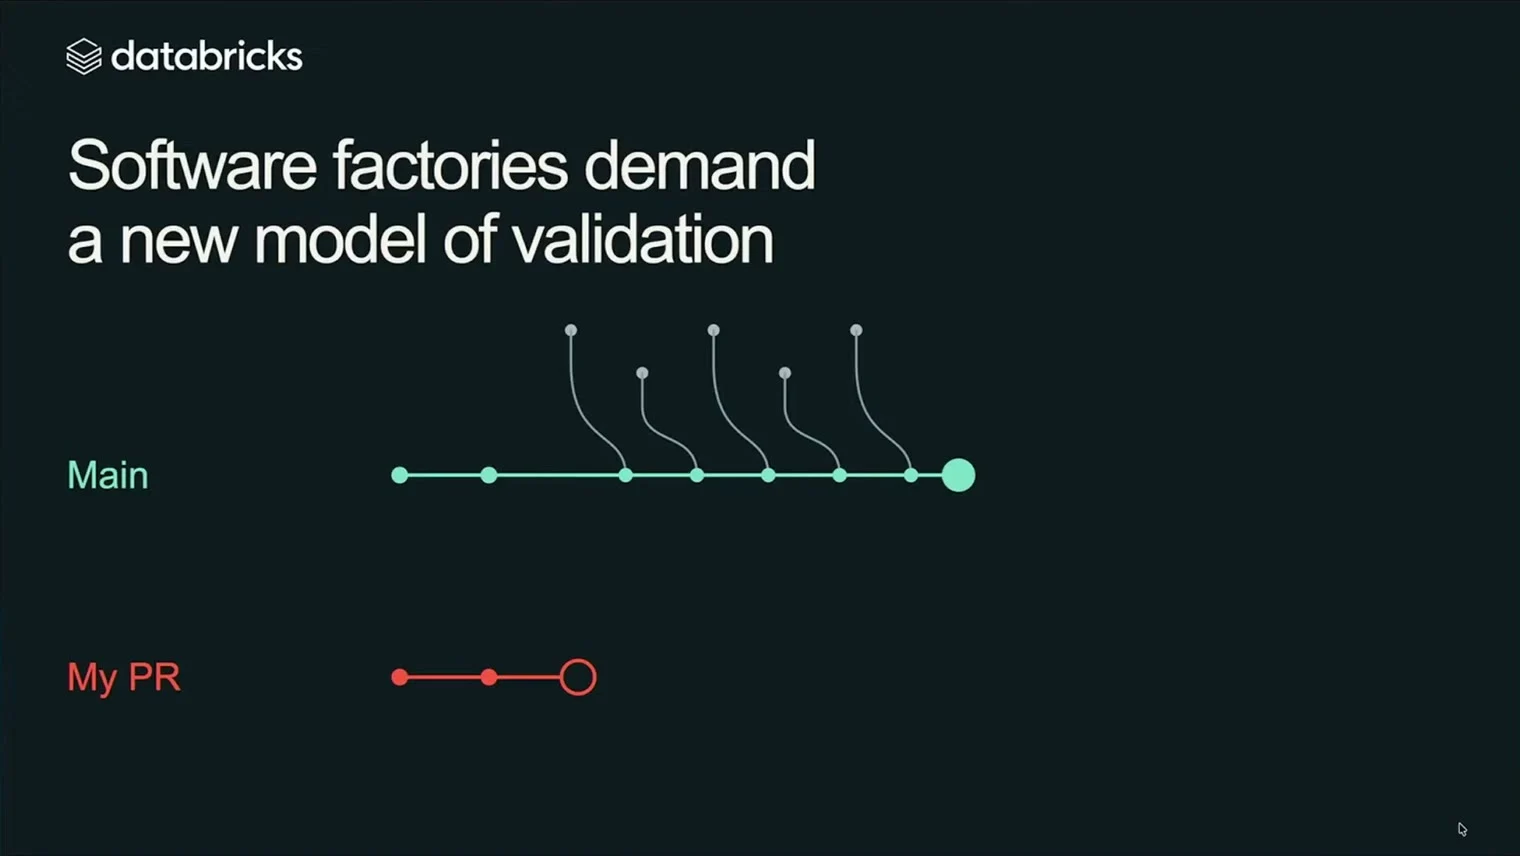 databricks
Software factories demand
a new model of validation
Main
My PR